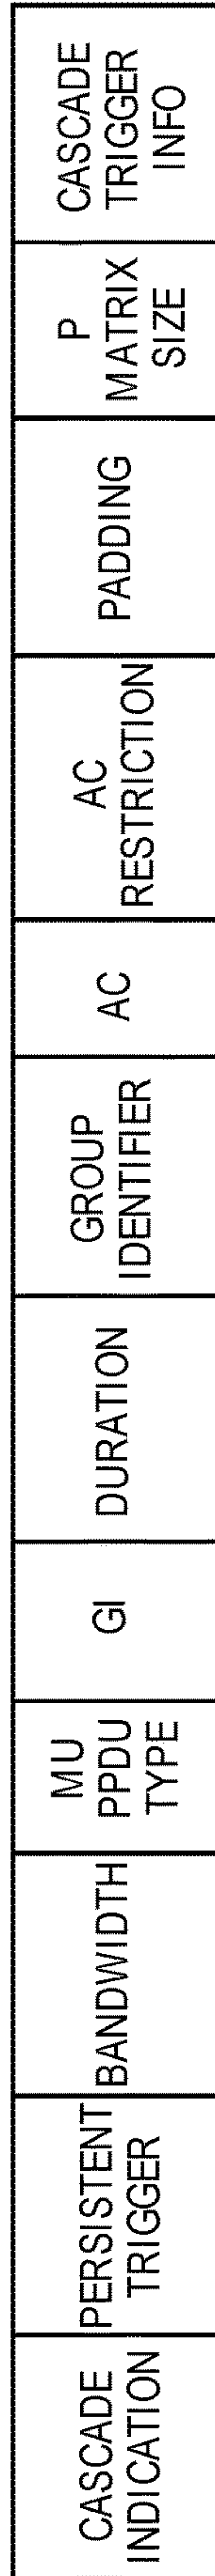 CASCADE
INDICATION
PERSISTENT
TRIGGER
BANDWIDTH
MU
PPDU
TYPE
GI
DURATION
GROUP
IDENTIFIER
AC
AC
RESTRICTION
PADDING
P
MATRIX
SIZE
CASCADE
TRIGGER
INFO